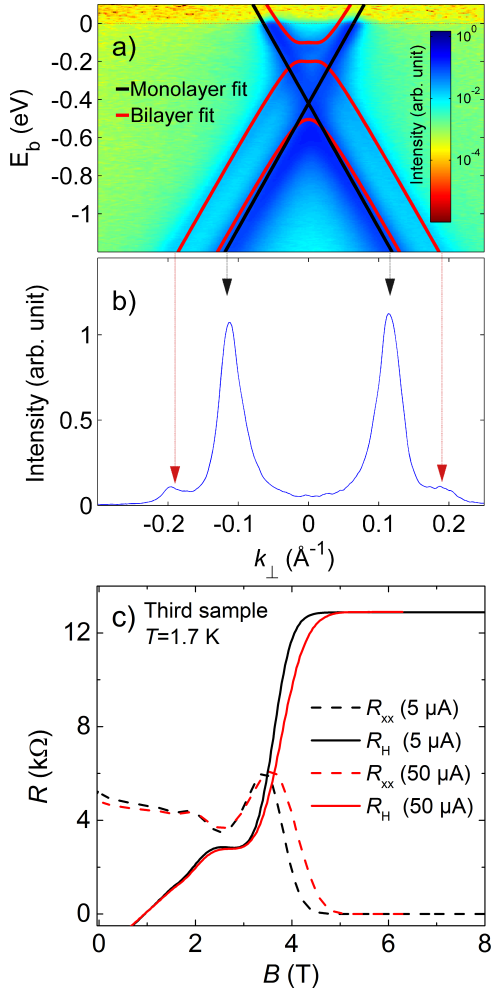 a)
0
-0.2
-0.4
-0.6
-0.8
-1
E_b (eV)
Monolayer fit
Bilayer fit
Intensity (arb. unit)
10^0
10^-2
10^-4
b)
1
0.5
0
Intensity (arb. unit)
-0.2 -0.1 0 0.1 0.2
k_⊥ (Å^-1)
c) Third sample
T=1.7 K
12
8
4
0
R (kΩ)
R_xx (5 µA)
R_H (5 µA)
R_xx (50 µA)
R_H (50 µA)
0 2 4 6 8
B (T)